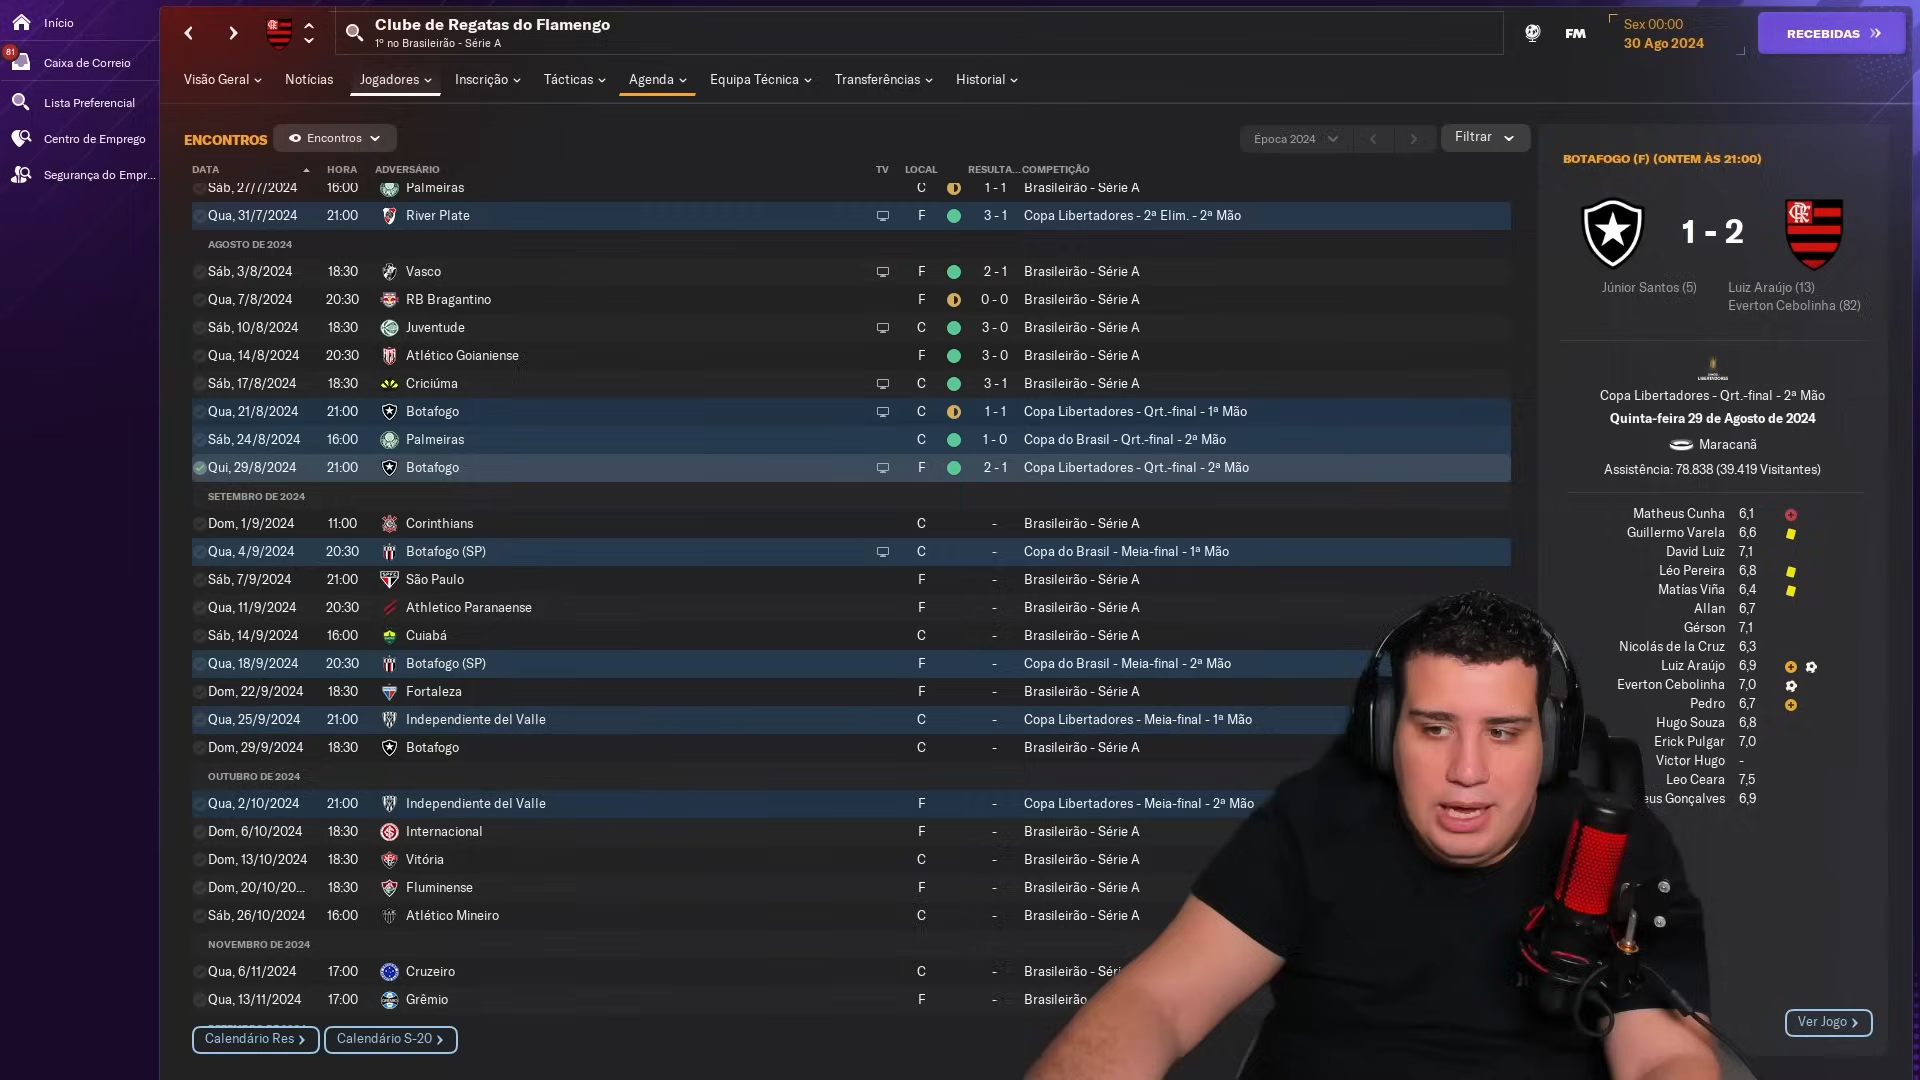 Início
81
Caixa de Correio
Lista Preferencial
Centro de Emprego
Segurança do Empr...
Clube de Regatas do Flamengo
1º no Brasileirão - Série A
FM
Sex 00:00
30 Ago 2024
RECEBIDAS
Visão Geral
Notícias
Jogadores
Inscrição
Tácticas
Agenda
Equipa Técnica
Transferências
Historial
ENCONTROS
Encontros
Época 2024
Filtrar
DATA HORA ADVERSÁRIO TV LOCAL RESULTA... COMPETIÇÃO
Sáb, 27/7/2024 16:00 Palmeiras C 1 - 1 Brasileirão - Série A
Qua, 31/7/2024 21:00 River Plate F 3 - 1 Copa Libertadores - 2ª Elim. - 2ª Mão
AGOSTO DE 2024
Sáb, 3/8/2024 18:30 Vasco F 2 - 1 Brasileirão - Série A
Qua, 7/8/2024 20:30 RB Bragantino F 0 - 0 Brasileirão - Série A
Sáb, 10/8/2024 18:30 Juventude C 3 - 0 Brasileirão - Série A
Qua, 14/8/2024 20:30 Atlético Goianiense F 3 - 0 Brasileirão - Série A
Sáb, 17/8/2024 18:30 Criciúma C 3 - 1 Brasileirão - Série A
Qua, 21/8/2024 21:00 Botafogo C 1 - 1 Copa Libertadores - Qrt.-final - 1ª Mão
Sáb, 24/8/2024 16:00 Palmeiras C 1 - 0 Copa do Brasil - Qrt.-final - 2ª Mão
Qui, 29/8/2024 21:00 Botafogo F 2 - 1 Copa Libertadores - Qrt.-final - 2ª Mão
SETEMBRO DE 2024
Dom, 1/9/2024 11:00 Corinthians C - Brasileirão - Série A
Qua, 4/9/2024 20:30 Botafogo (SP) C - Copa do Brasil - Meia-final - 1ª Mão
Sáb, 7/9/2024 21:00 São Paulo F - Brasileirão - Série A
Qua, 11/9/2024 20:30 Athletico Paranaense F - Brasileirão - Série A
Sáb, 14/9/2024 16:00 Cuiabá C - Brasileirão - Série A
Qua, 18/9/2024 20:30 Botafogo (SP) F - Copa do Brasil - Meia-final - 2ª Mão
Dom, 22/9/2024 18:30 Fortaleza F - Brasileirão - Série A
Qua, 25/9/2024 21:00 Independiente del Valle C - Copa Libertadores - Meia-final - 1ª Mão
Dom, 29/9/2024 18:30 Botafogo C - Brasileirão - Série A
OUTUBRO DE 2024
Qua, 2/10/2024 21:00 Independiente del Valle F - Copa Libertadores - Meia-final - 2ª Mão
Dom, 6/10/2024 18:30 Internacional F - Brasileirão - Série A
Dom, 13/10/2024 18:30 Vitória C - Brasileirão - Série A
Dom, 20/10/20... 18:30 Fluminense F - Brasileirão - Série A
Sáb, 26/10/2024 16:00 Atlético Mineiro C - Brasileirão - Série A
NOVEMBRO DE 2024
Qua, 6/11/2024 17:00 Cruzeiro C - Brasileirão - Séri
Qua, 13/11/2024 17:00 Grêmio F - Brasileirão
Calendário Res
Calendário S-20
BOTAFOGO (F) (ONTEM ÀS 21:00)
1 - 2
Júnior Santos (5)
Luiz Araújo (13)
Everton Cebolinha (82)
Copa Libertadores - Qrt.-final - 2ª Mão
Quinta-feira 29 de Agosto de 2024
Maracanã
Assistência: 78.838 (39.419 Visitantes)
Matheus Cunha 6,1
Guillermo Varela 6,6
David Luiz 7,1
Léo Pereira 6,8
Matías Viña 6,4
Allan 6,7
Gérson 7,1
Nicolás de la Cruz 6,3
Luiz Araújo 6,9
Everton Cebolinha 7,0
Pedro 6,7
Hugo Souza 6,8
Erick Pulgar 7,0
Victor Hugo -
Leo Ceara 7,5
eus Gonçalves 6,9
Ver Jogo